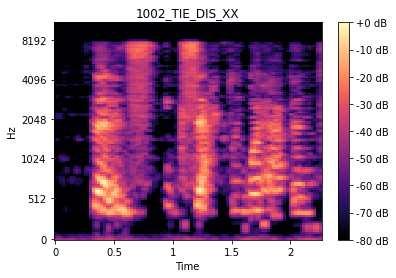 1002_TIE_DIS_XX
8192
4096
2048
1024
512
0
Hz
0
0.5
1
1.5
2
Time
+0 dB
-10 dB
-20 dB
-30 dB
-40 dB
-50 dB
-60 dB
-70 dB
-80 dB